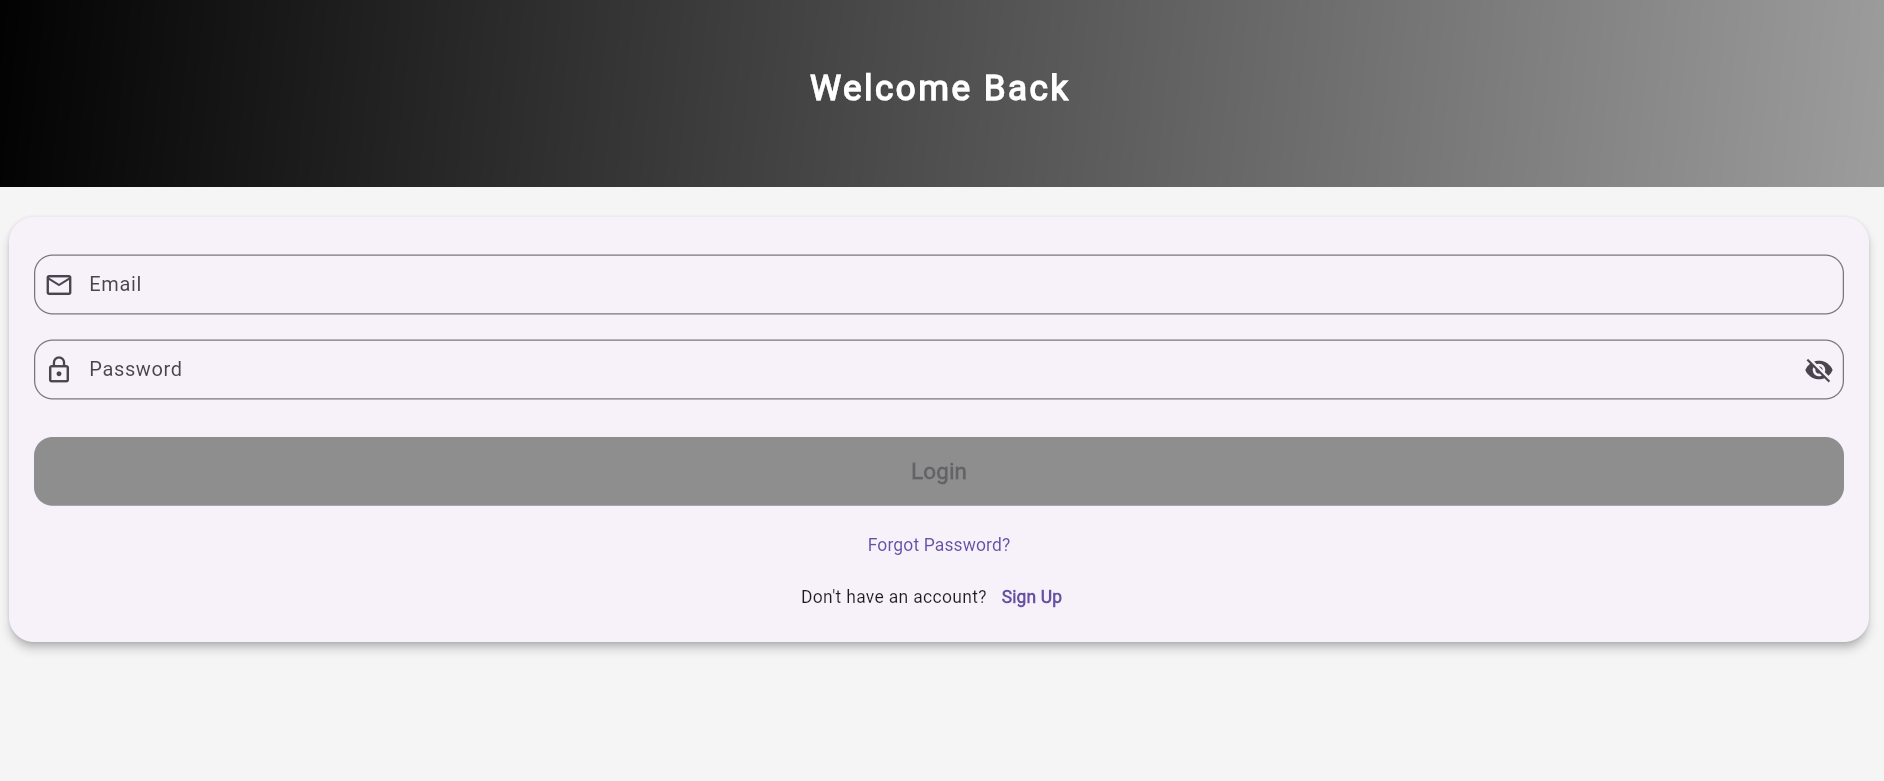 Welcome Back
Email
Password
Login
Forgot Password?
Don't have an account? Sign Up